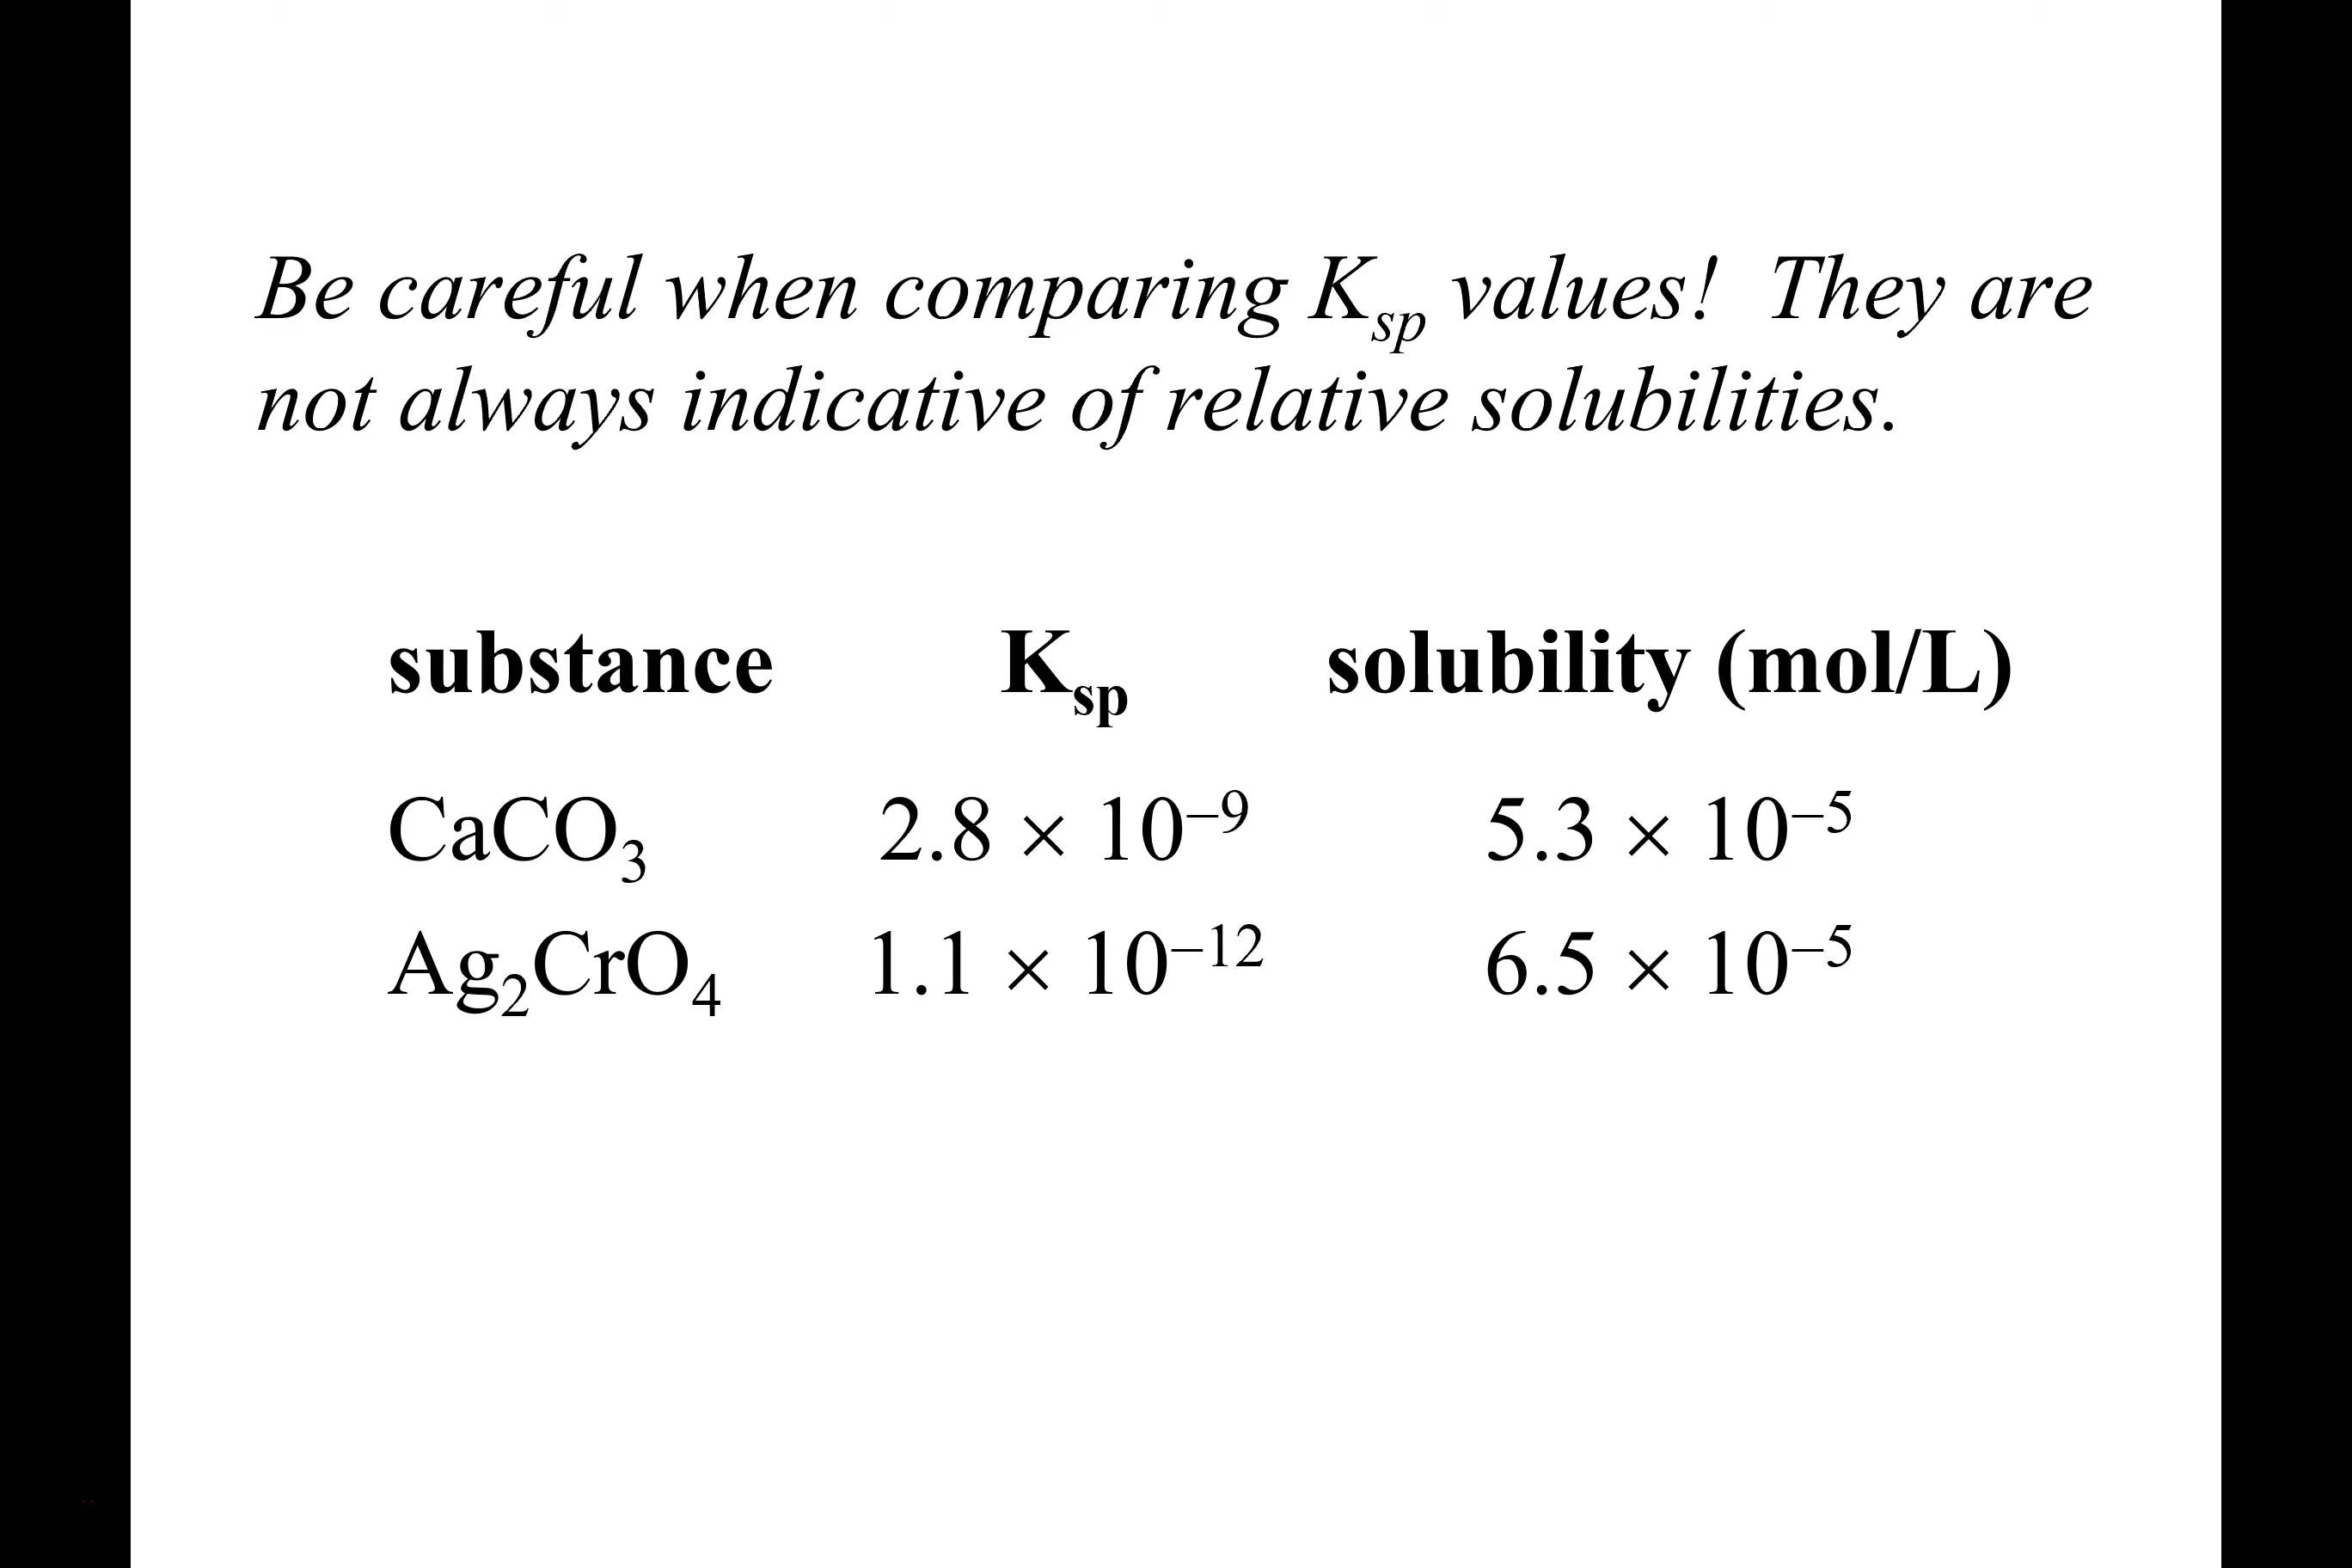 Be careful when comparing Ksp values!  They are
not always indicative of relative solubilities.
substance Ksp solubility (mol/L)
CaCO₃ 2.8 × 10⁻⁹ 5.3 × 10⁻⁵
Ag₂CrO₄ 1.1 × 10⁻¹² 6.5 × 10⁻⁵